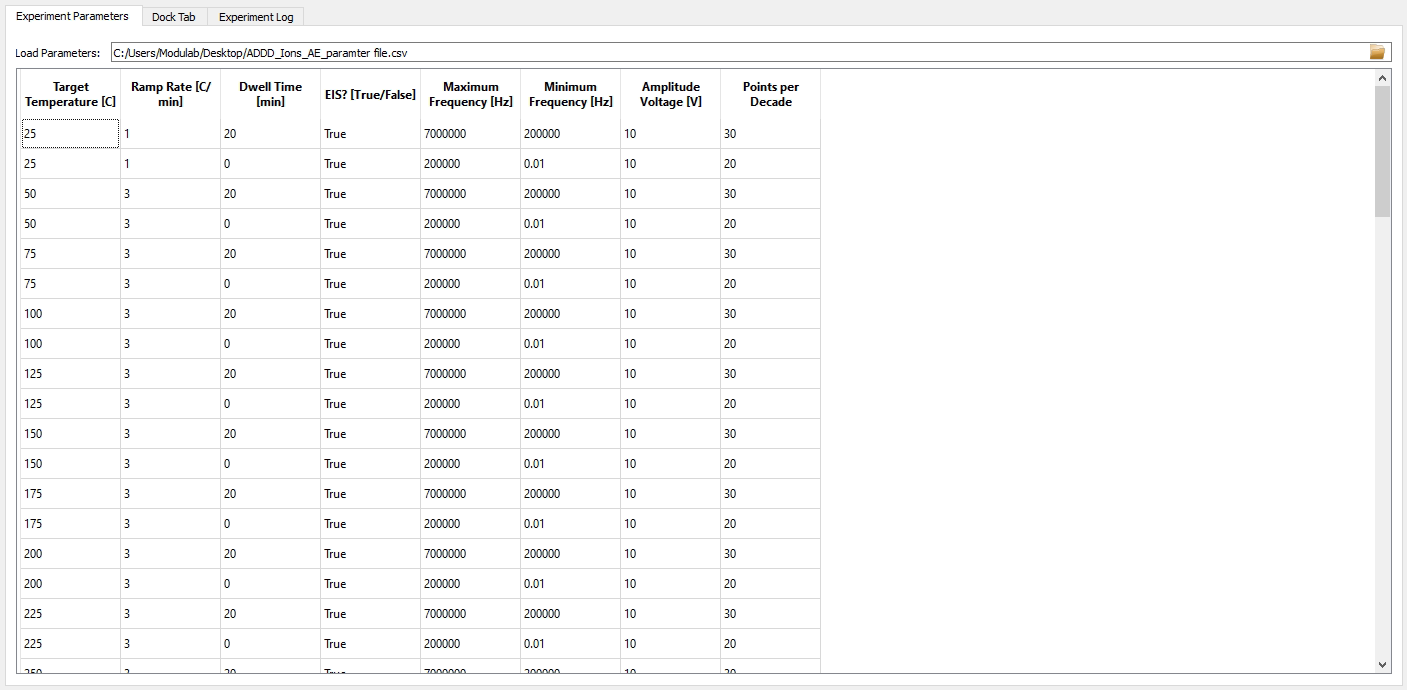 Experiment Parameters Dock Tab Experiment Log
Load Parameters: C:/Users/Modulab/Desktop/ADDD_Ions_AE_paramter file.csv
Target Temperature [C] Ramp Rate [C/ min] Dwell Time [min] EIS? [True/False] Maximum Frequency [Hz] Minimum Frequency [Hz] Amplitude Voltage [V] Points per Decade
25 1 20 True 7000000 200000 10 30
25 1 0 True 200000 0.01 10 20
50 3 20 True 7000000 200000 10 30
50 3 0 True 200000 0.01 10 20
75 3 20 True 7000000 200000 10 30
75 3 0 True 200000 0.01 10 20
100 3 20 True 7000000 200000 10 30
100 3 0 True 200000 0.01 10 20
125 3 20 True 7000000 200000 10 30
125 3 0 True 200000 0.01 10 20
150 3 20 True 7000000 200000 10 30
150 3 0 True 200000 0.01 10 20
175 3 20 True 7000000 200000 10 30
175 3 0 True 200000 0.01 10 20
200 3 20 True 7000000 200000 10 30
200 3 0 True 200000 0.01 10 20
225 3 20 True 7000000 200000 10 30
225 3 0 True 200000 0.01 10 20
250 3 20 True 7000000 200000 10 30